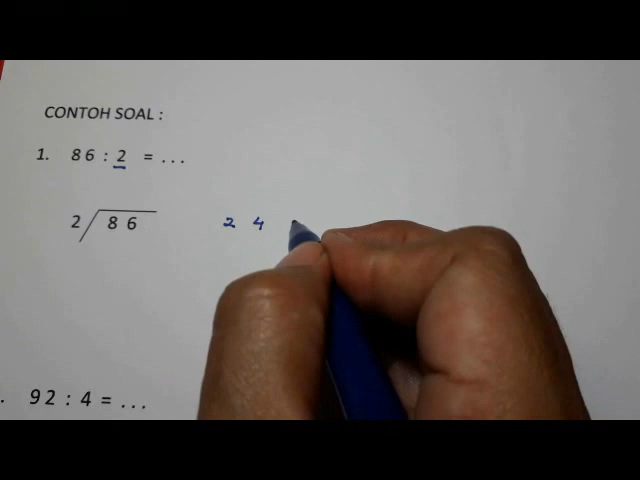 CONTOH SOAL :
1. 86 : 2 = . . .
2 86 2 4
. 92 : 4 = . . .